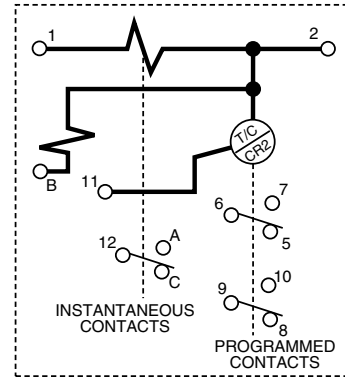 1
2
T/C
CR2
B
11
7
6
5
12
A
C
10
9
8
INSTANTANEOUS
CONTACTS
PROGRAMMED
CONTACTS